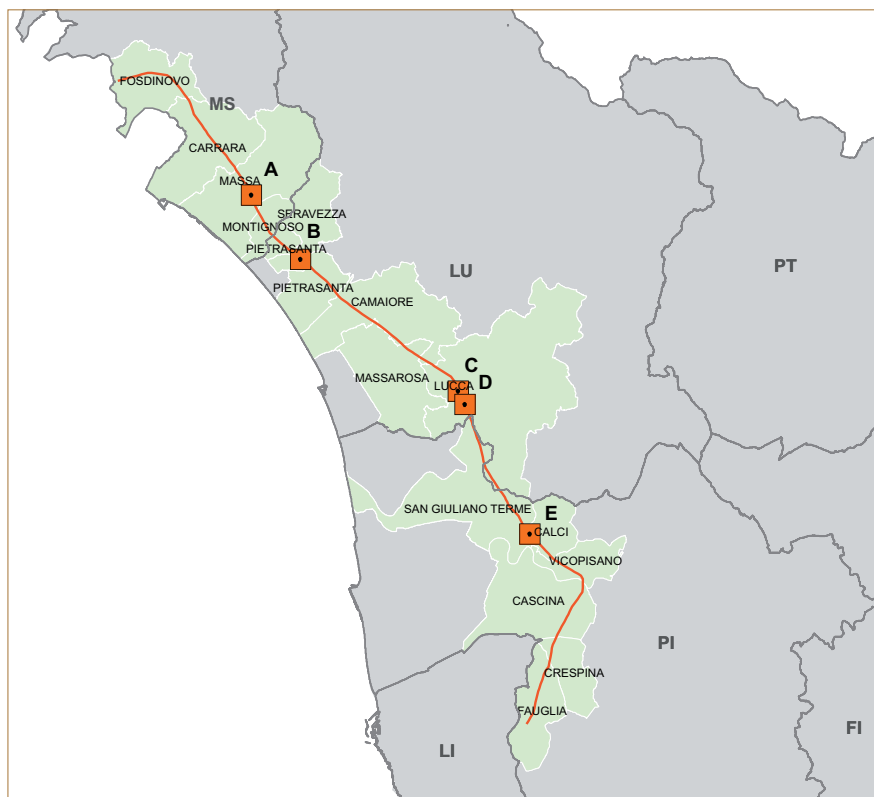 FOSDINOVO
MS
CARRARA
A
MASSA
SERAVEZZA
MONTIGNOSO
B
PIETRASANTA
LU
PT
PIETRASANTA
CAMAIORE
C
MASSAROSA
LUCCA
D
SAN GIULIANO TERME
E
CALCI
VICOPISANO
CASCINA
PI
CRESPINA
FAUGLIA
FI
LI